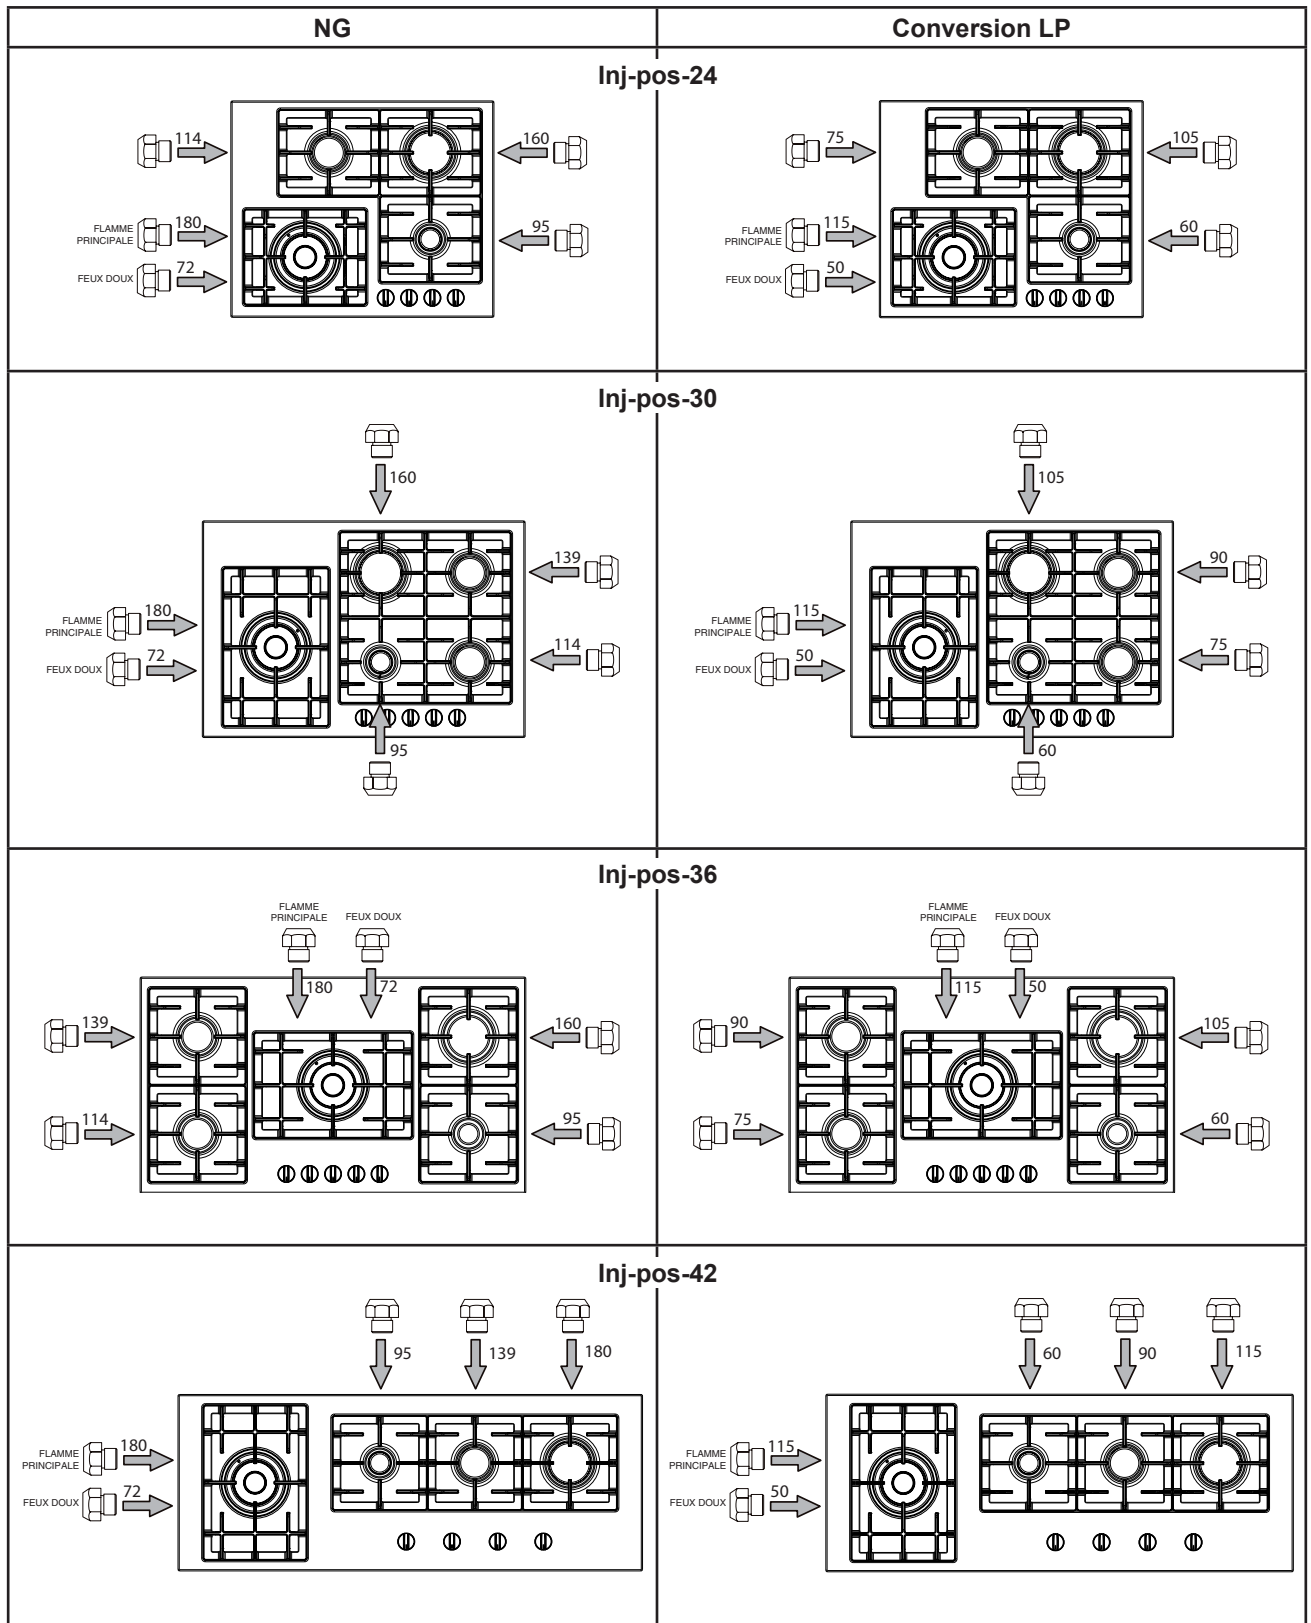 NG
Conversion LP
Inj-pos-24
114
160
FLAMME
PRINCIPALE
180
95
FEUX DOUX
72
75
105
FLAMME
PRINCIPALE
115
60
FEUX DOUX
50
Inj-pos-30
160
139
FLAMME
PRINCIPALE
180
114
FEUX DOUX
72
95
105
90
FLAMME
PRINCIPALE
115
75
FEUX DOUX
50
60
Inj-pos-36
FLAMME
PRINCIPALE
FEUX DOUX
180
72
139
160
114
95
FLAMME
PRINCIPALE
FEUX DOUX
115
50
90
105
75
60
Inj-pos-42
95
139
180
FLAMME
PRINCIPALE
180
FEUX DOUX
72
60
90
115
FLAMME
PRINCIPALE
115
FEUX DOUX
50